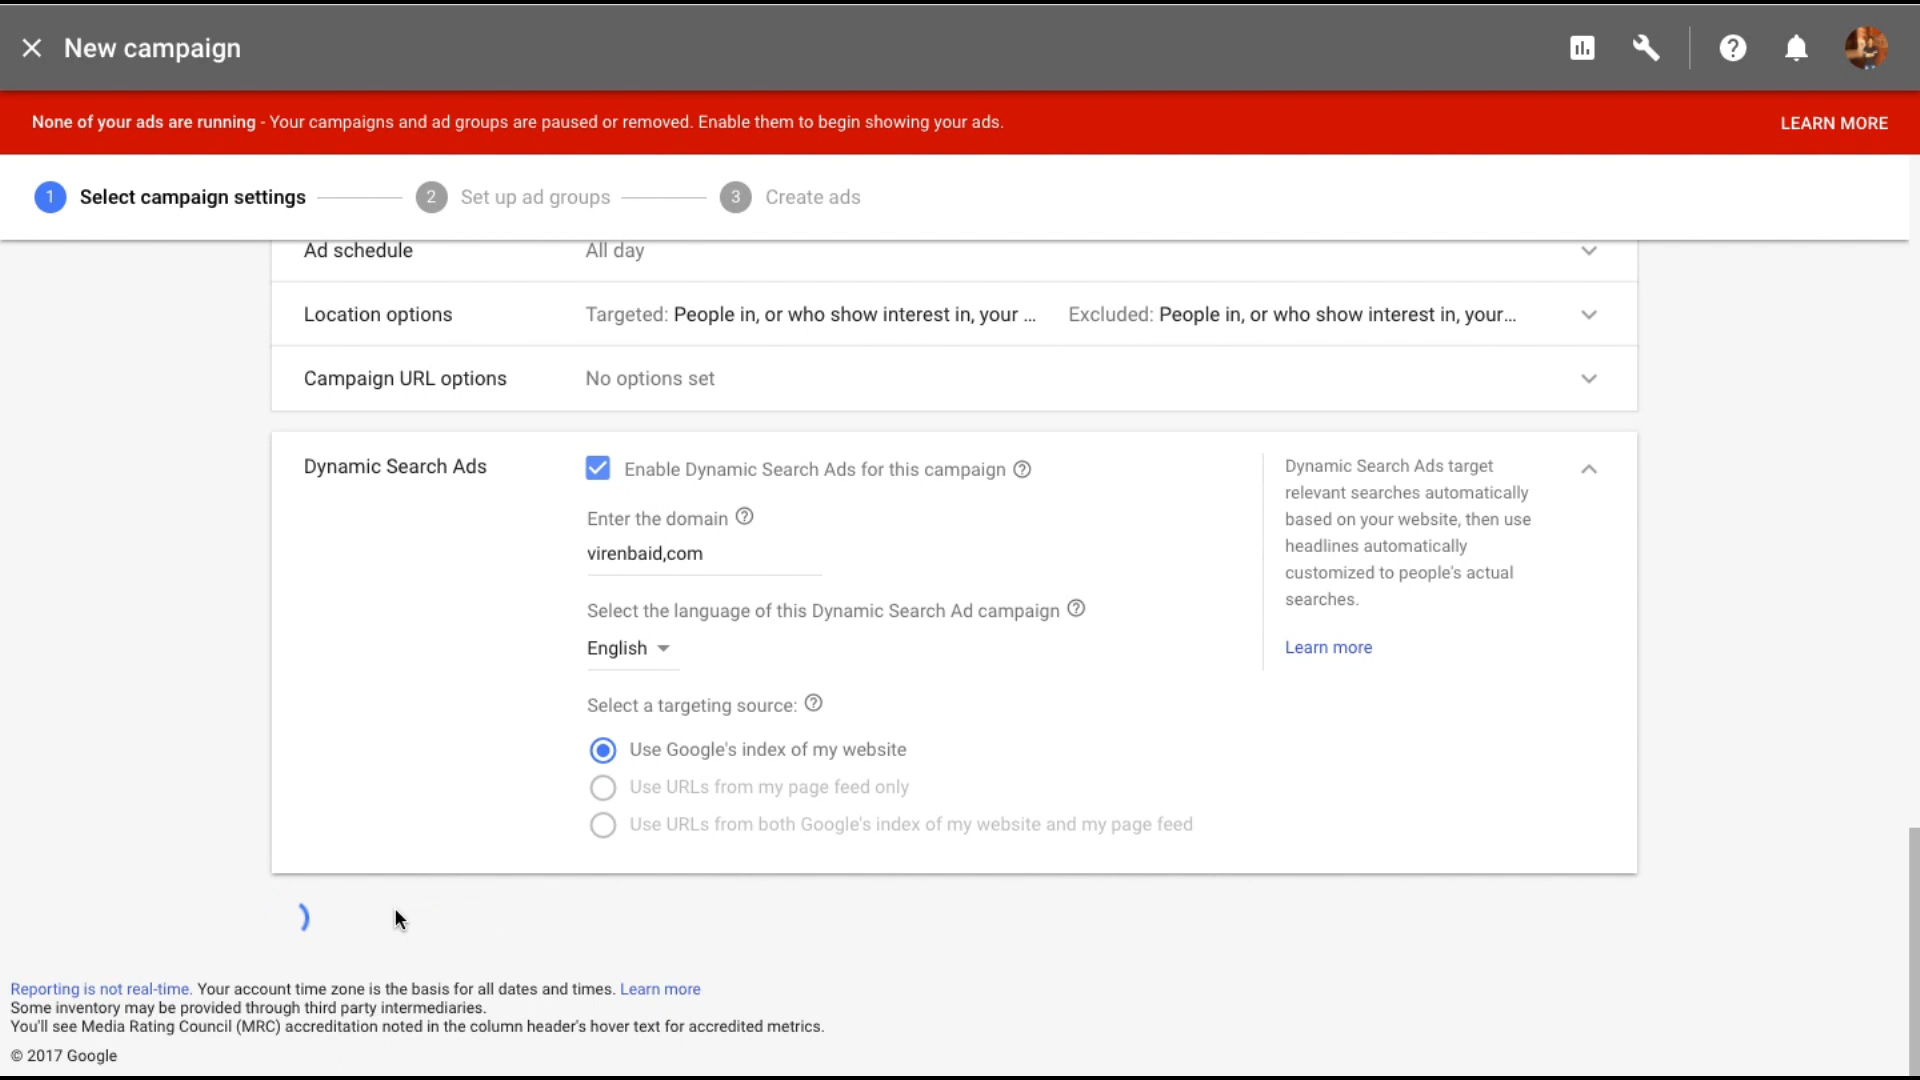 New campaign
None of your ads are running - Your campaigns and ad groups are paused or removed. Enable them to begin showing your ads.
LEARN MORE
1 Select campaign settings
2 Set up ad groups
3 Create ads
Ad schedule
All day
Location options
Targeted: People in, or who show interest in, your ...
Excluded: People in, or who show interest in, your...
Campaign URL options
No options set
Dynamic Search Ads
Enable Dynamic Search Ads for this campaign
Enter the domain
virenbaid,com
Select the language of this Dynamic Search Ad campaign
English
Select a targeting source:
Use Google's index of my website
Use URLs from my page feed only
Use URLs from both Google's index of my website and my page feed
Dynamic Search Ads target
relevant searches automatically
based on your website, then use
headlines automatically
customized to people's actual
searches.
Learn more
Reporting is not real-time. Your account time zone is the basis for all dates and times. Learn more
Some inventory may be provided through third party intermediaries.
You'll see Media Rating Council (MRC) accreditation noted in the column header's hover text for accredited metrics.
© 2017 Google